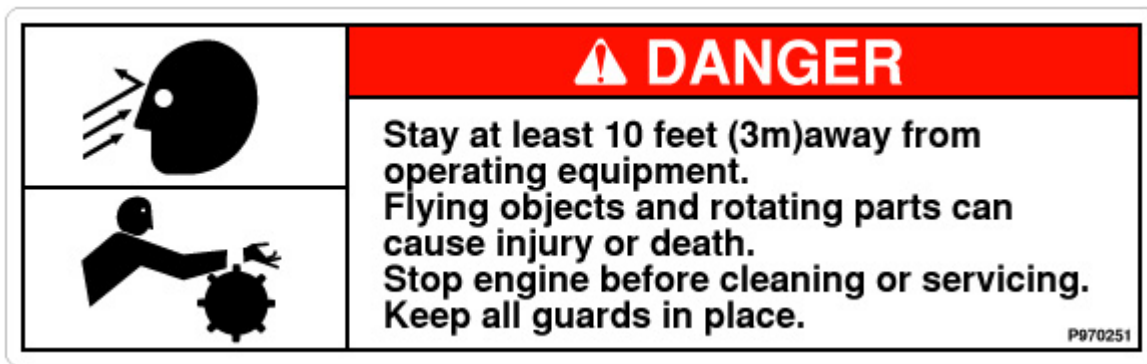 DANGER
Stay at least 10 feet (3m)away from
operating equipment.
Flying objects and rotating parts can
cause injury or death.
Stop engine before cleaning or servicing.
Keep all guards in place.
P970251